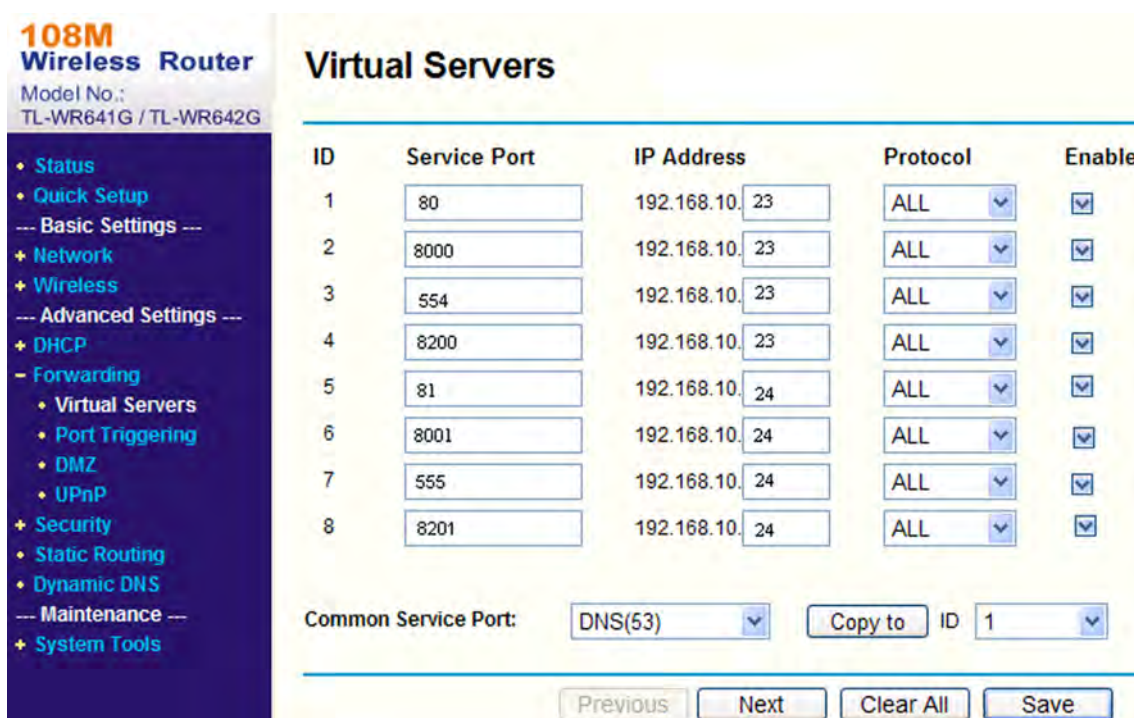 108M
Wireless Router
Model No.:
TL-WR641G / TL-WR642G
Status
Quick Setup
--- Basic Settings ---
+ Network
+ Wireless
--- Advanced Settings ---
+ DHCP
- Forwarding
Virtual Servers
Port Triggering
DMZ
UPnP
+ Security
Static Routing
Dynamic DNS
--- Maintenance ---
+ System Tools
Virtual Servers
ID Service Port IP Address Protocol Enable
1 80 192.168.10. 23 ALL
2 8000 192.168.10. 23 ALL
3 554 192.168.10. 23 ALL
4 8200 192.168.10. 23 ALL
5 81 192.168.10. 24 ALL
6 8001 192.168.10. 24 ALL
7 555 192.168.10. 24 ALL
8 8201 192.168.10. 24 ALL
Common Service Port: DNS(53) Copy to ID 1
Previous Next Clear All Save